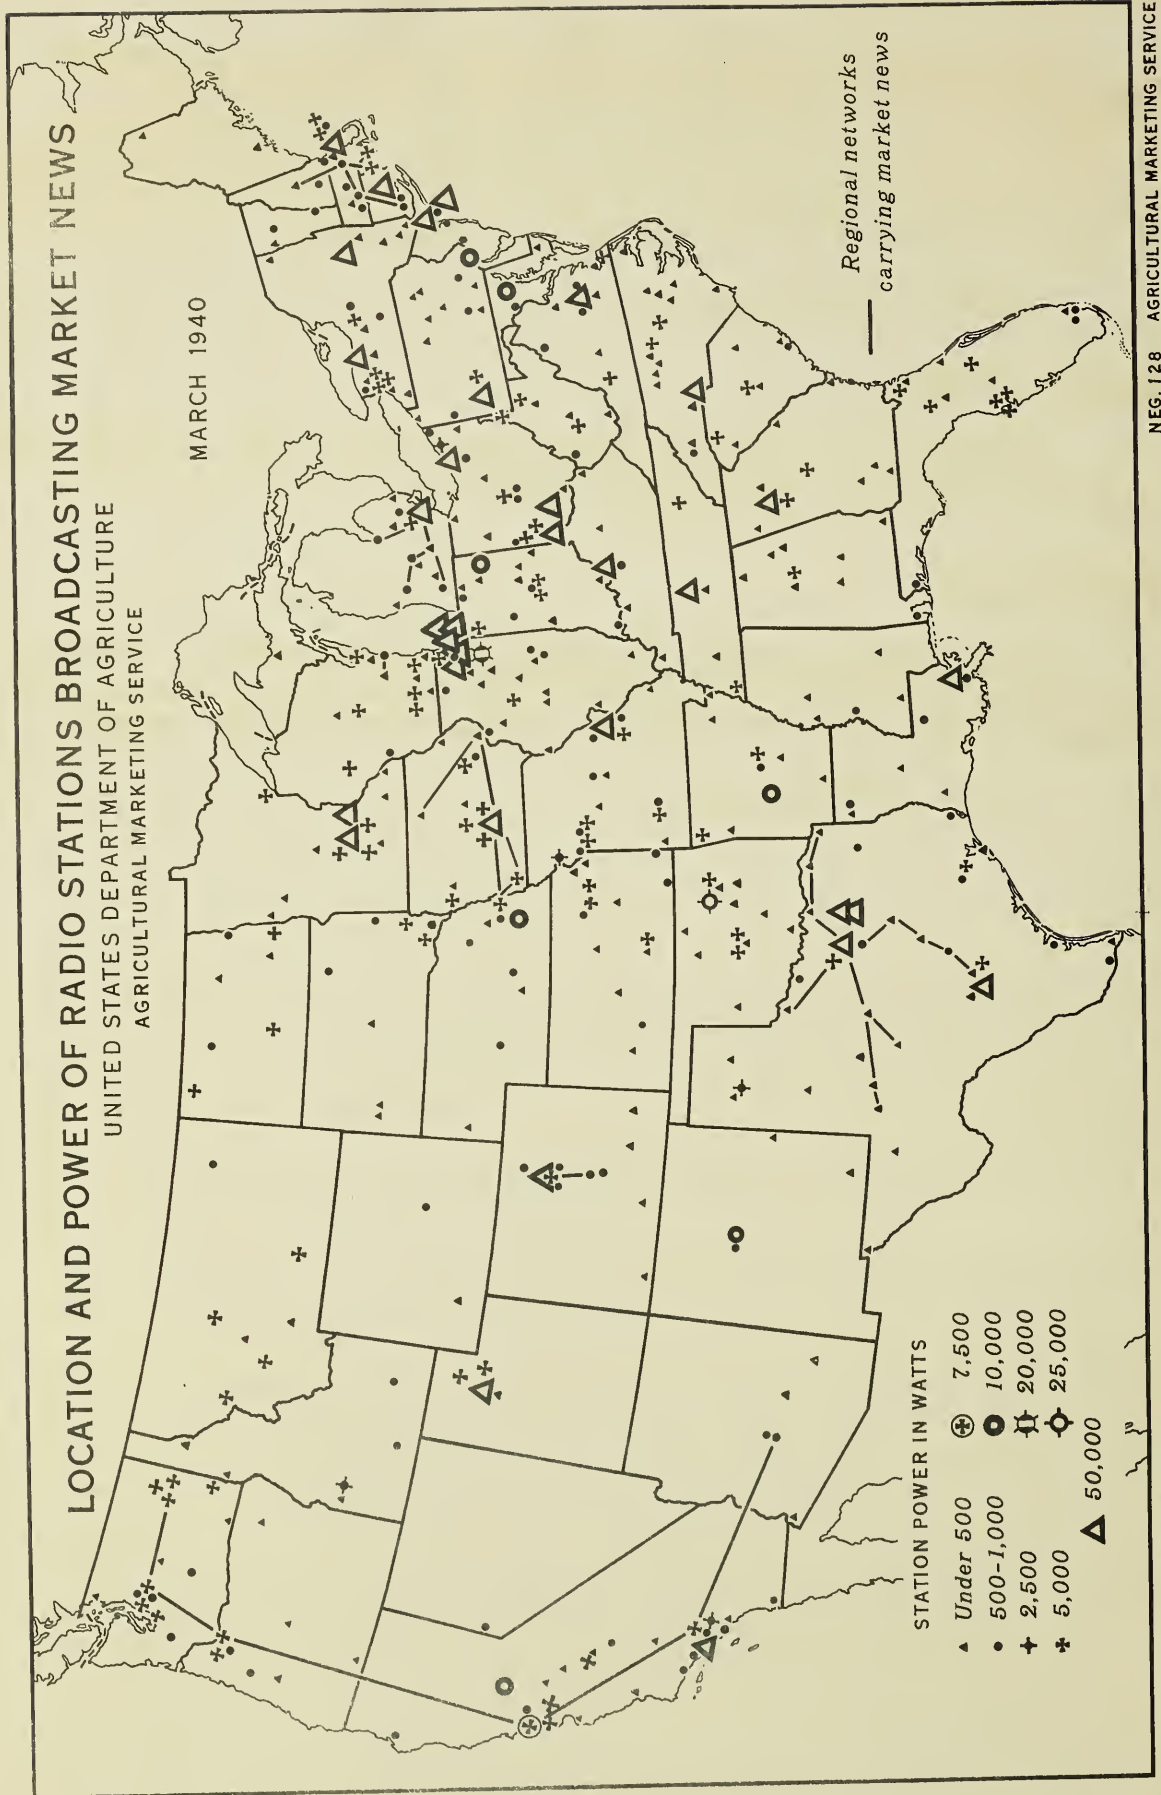 LOCATION AND POWER OF RADIO STATIONS BROADCASTING MARKET NEWS
UNITED STATES DEPARTMENT OF AGRICULTURE
AGRICULTURAL MARKETING SERVICE
MARCH 1940
Regional networks
carrying market news
STATION POWER IN WATTS
Under 500
500-1,000
2,500
5,000
7,500
10,000
20,000
25,000
50,000
NEG. 128 AGRICULTURAL MARKETING SERVICE